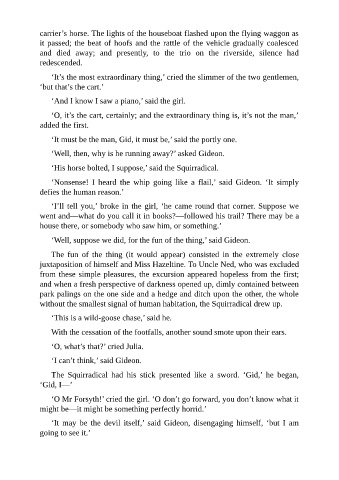 carrier's horse. The lights of the houseboat flashed upon the flying waggon as
it passed; the beat of hoofs and the rattle of the vehicle gradually coalesced
and died away; and presently, to the trio on the riverside, silence had
redescended.
‘It's the most extraordinary thing,’ cried the slimmer of the two gentlemen,
‘but that's the cart.’
‘And I know I saw a piano,’ said the girl.
‘O, it's the cart, certainly; and the extraordinary thing is, it's not the man,’
added the first.
‘It must be the man, Gid, it must be,’ said the portly one.
‘Well, then, why is he running away?’ asked Gideon.
‘His horse bolted, I suppose,’ said the Squirradical.
‘Nonsense! I heard the whip going like a flail,’ said Gideon. ‘It simply
defies the human reason.’
‘I'll tell you,’ broke in the girl, ‘he came round that corner. Suppose we
went and—what do you call it in books?—followed his trail? There may be a
house there, or somebody who saw him, or something.’
‘Well, suppose we did, for the fun of the thing,’ said Gideon.
The fun of the thing (it would appear) consisted in the extremely close
juxtaposition of himself and Miss Hazeltine. To Uncle Ned, who was excluded
from these simple pleasures, the excursion appeared hopeless from the first;
and when a fresh perspective of darkness opened up, dimly contained between
park palings on the one side and a hedge and ditch upon the other, the whole
without the smallest signal of human habitation, the Squirradical drew up.
‘This is a wild-goose chase,’ said he.
With the cessation of the footfalls, another sound smote upon their ears.
‘O, what's that?’ cried Julia.
‘I can't think,’ said Gideon.
The Squirradical had his stick presented like a sword. ‘Gid,’ he began,
‘Gid, I—’
‘O Mr Forsyth!’ cried the girl. ‘O don't go forward, you don't know what it
might be—it might be something perfectly horrid.’
‘It may be the devil itself,’ said Gideon, disengaging himself, ‘but I am
going to see it.’